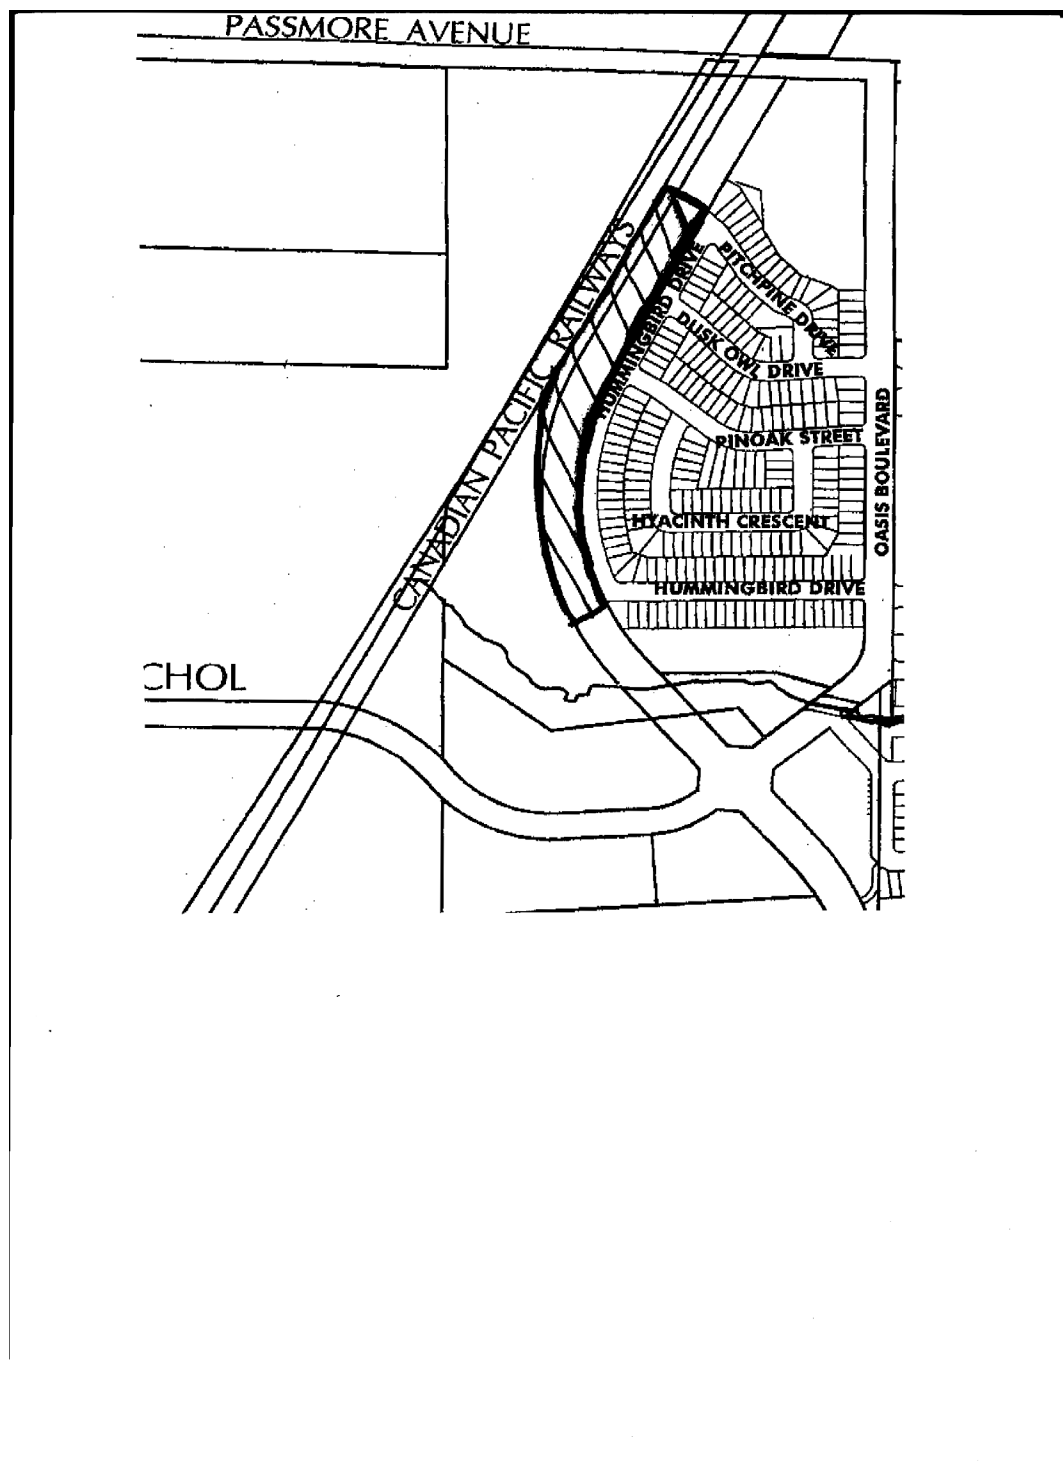 PASSMORE AVENUE
CANADIAN PACIFIC RAILWAYS
HUMMINGBIRD DRIVE
PITCHPINE DRIVE
DUSK OWL DRIVE
PINOAK STREET
OASIS BOULEVARD
HYACINTH CRESCENT
HUMMINGBIRD DRIVE
CHOL